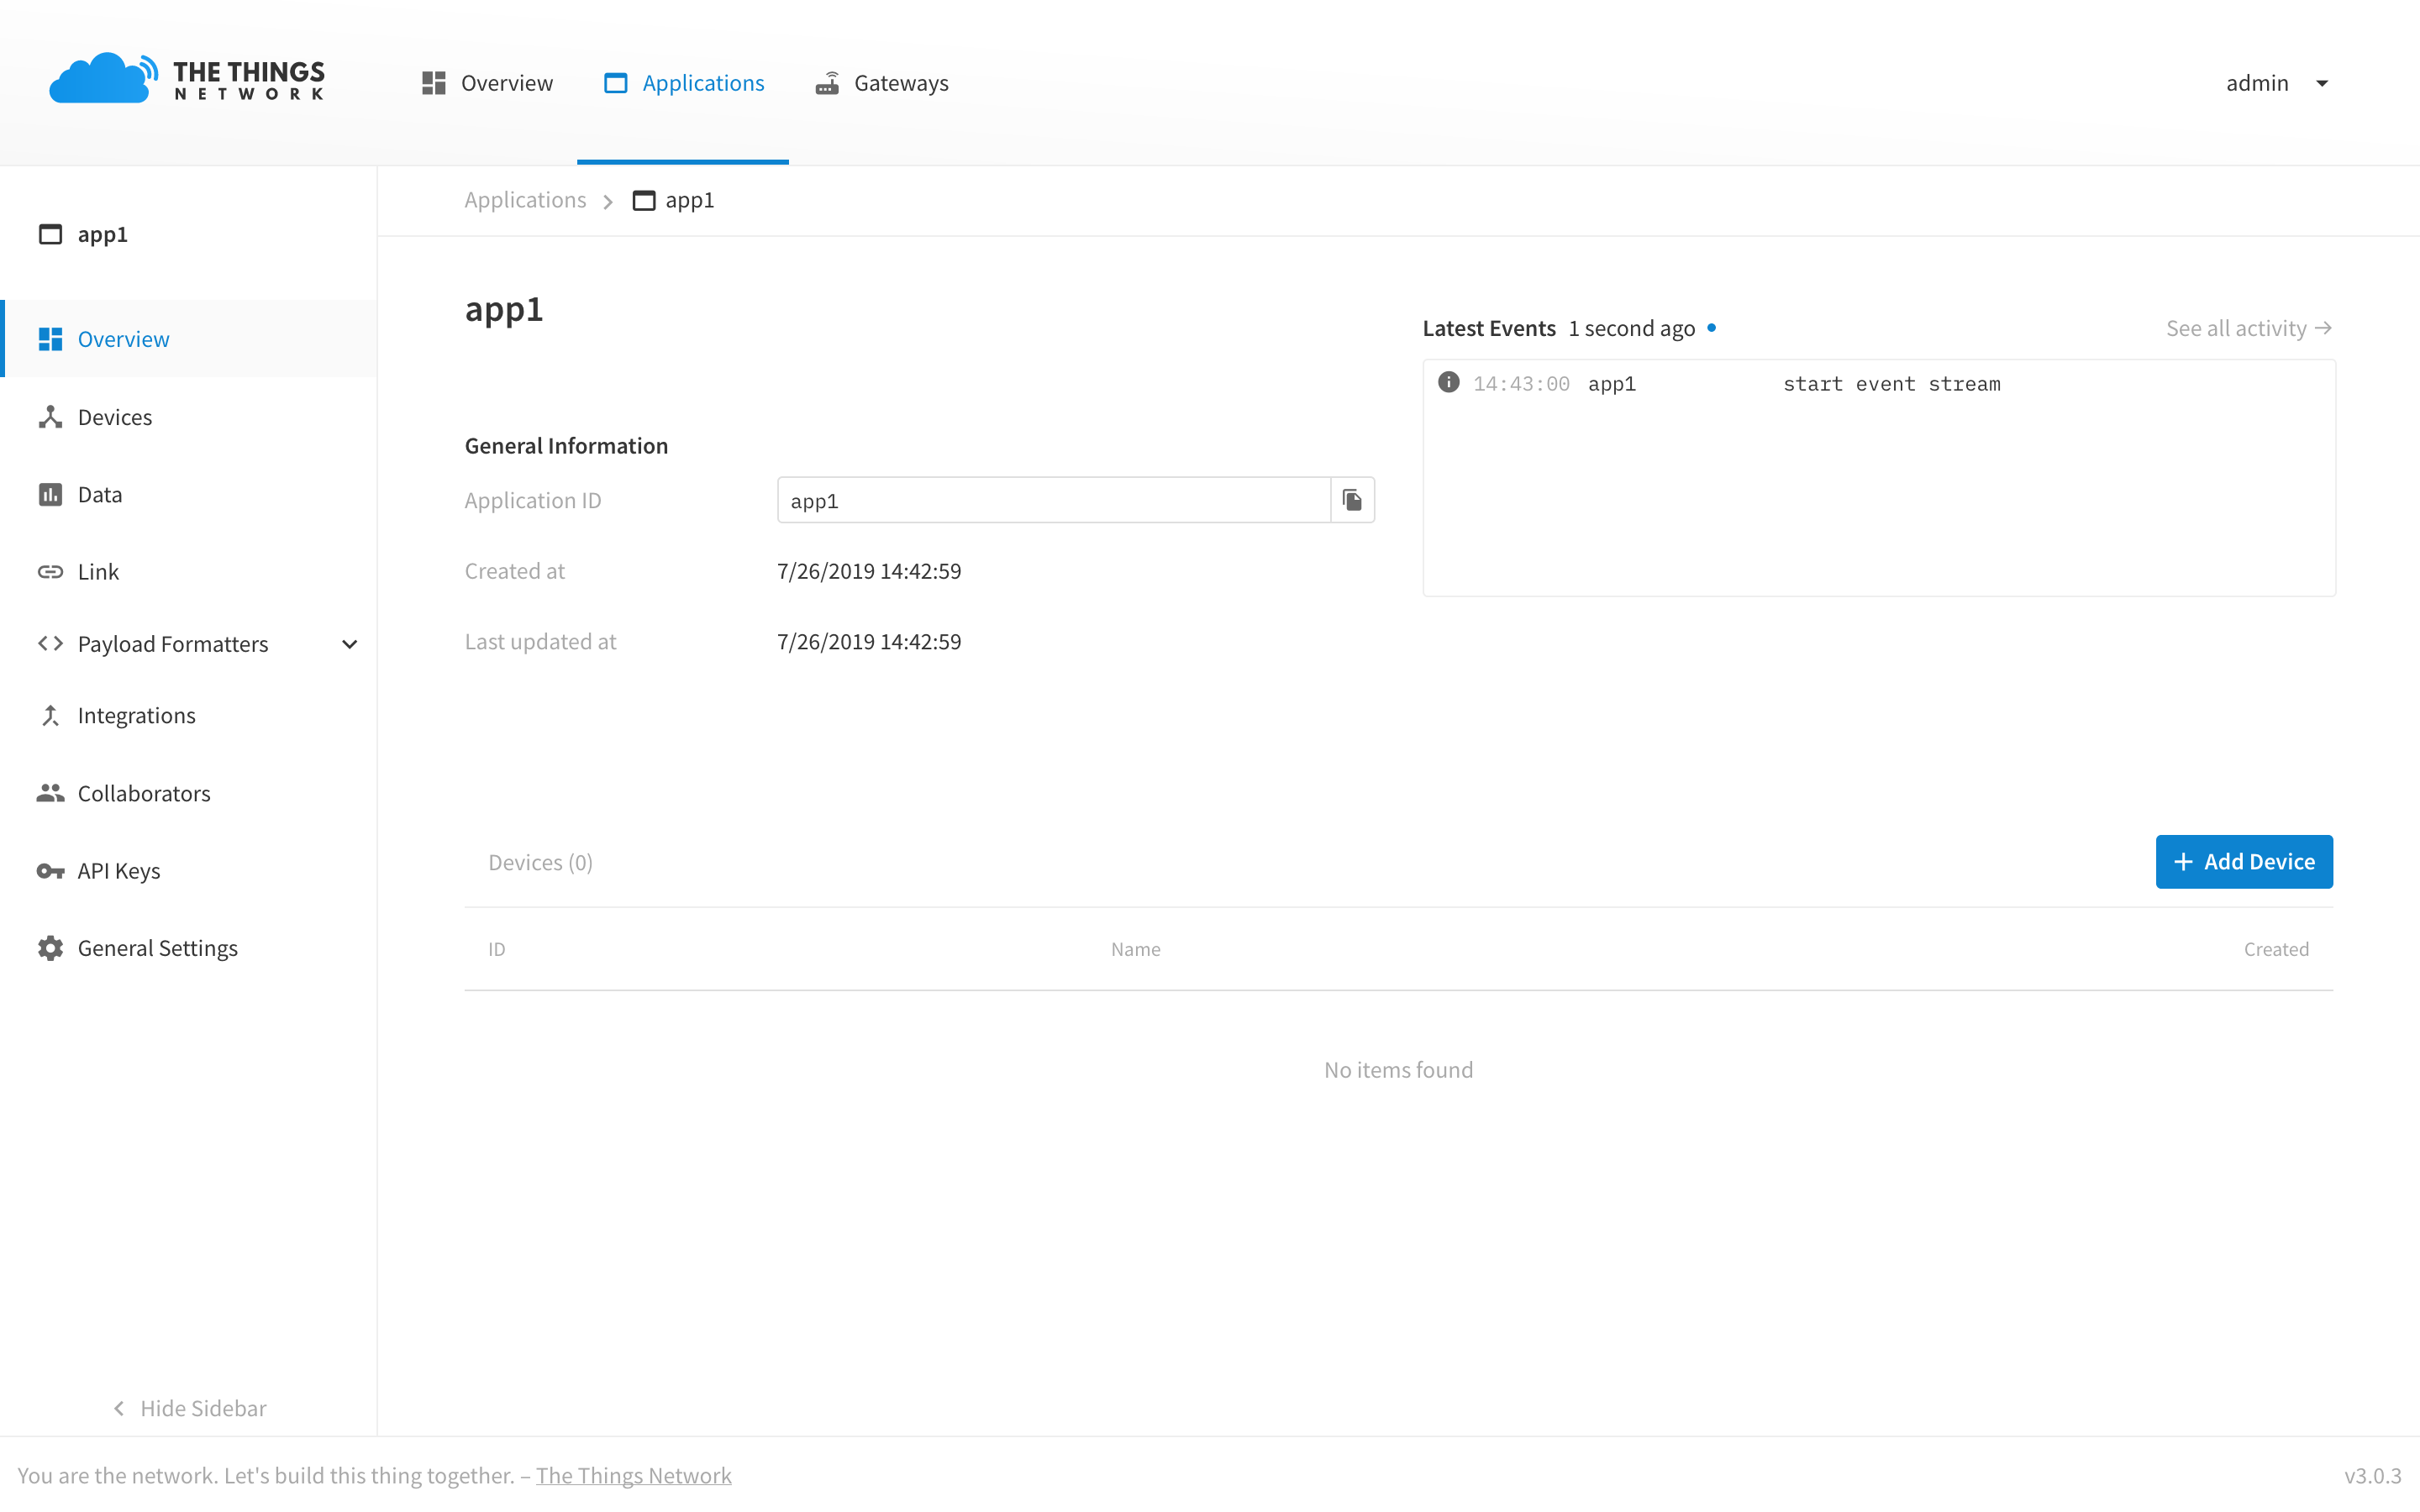 THE THINGS
NETWORK
Overview
Applications
Gateways
admin
app1
Overview
Devices
Data
Link
Payload Formatters
Integrations
Collaborators
API Keys
General Settings
Hide Sidebar
Applications
app1
app1
General Information
Application ID
app1
Created at
7/26/2019 14:42:59
Last updated at
7/26/2019 14:42:59
Latest Events 1 second ago
See all activity →
14:43:00 app1 start event stream
Devices (0)
+ Add Device
ID Name Created
No items found
You are the network. Let's build this thing together. – The Things Network
v3.0.3